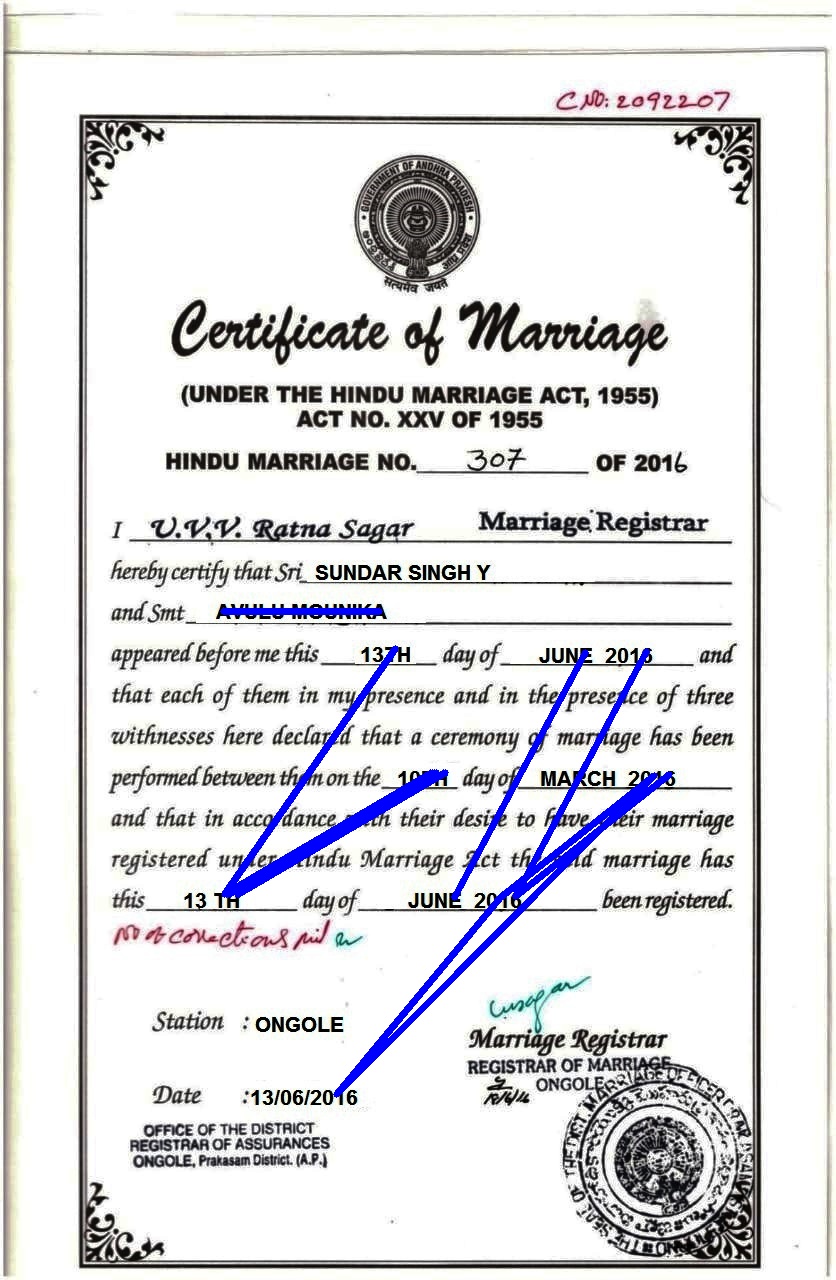 C NO: 2092207
GOVERNMENT OF ANDHRA PRADESH
सत्यमेव जयते
Certificate of Marriage
(UNDER THE HINDU MARRIAGE ACT, 1955)
ACT NO. XXV OF 1955
HINDU MARRIAGE NO. 307 OF 2016
I U.V.V. Ratna Sagar Marriage Registrar
hereby certify that Sri SUNDAR SINGH Y
and Smt AVULU MOUNIKA
appeared before me this 13TH day of JUNE 2016 and
that each of them in my presence and in the presence of three
withnesses here declared that a ceremony of marriage has been
performed between them on the 10TH day of MARCH 2016
and that in accordance with their desire to have their marriage
registered under Hindu Marriage Act the said marriage has
this 13 TH day of JUNE 2016 been registered.
No of corrections nil
Station : ONGOLE
Marriage Registrar
REGISTRAR OF MARRIAGE
ONGOLE
Date :13/06/2016
OFFICE OF THE DISTRICT
REGISTRAR OF ASSURANCES
ONGOLE, Prakasam District. (A.P.)